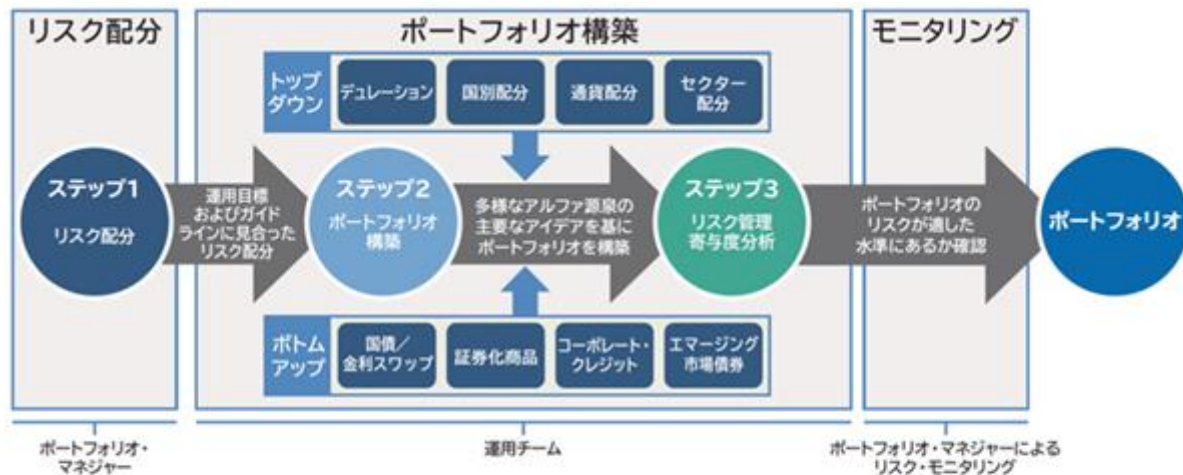 リスク配分
ポートフォリオ構築
モニタリング
トップ
ダウン
デュレーション
国別配分
通貨配分
セクター
配分
ステップ1
リスク配分
運用目標
およびガイド
ラインに見合った
リスク配分
ステップ2
ポートフォリオ
構築
多様なアルファ源泉の
主要なアイデアを基に
ポートフォリオを構築
ステップ3
リスク管理
寄与度分析
ポートフォリオの
リスクが適した
水準にあるか確認
ポートフォリオ
ボトム
アップ
国債／
金利スワップ
証券化商品
コーポレート・
クレジット
エマージング
市場債券
ポートフォリオ・
マネジャー
運用チーム
ポートフォリオ・マネジャーによる
リスク・モニタリング